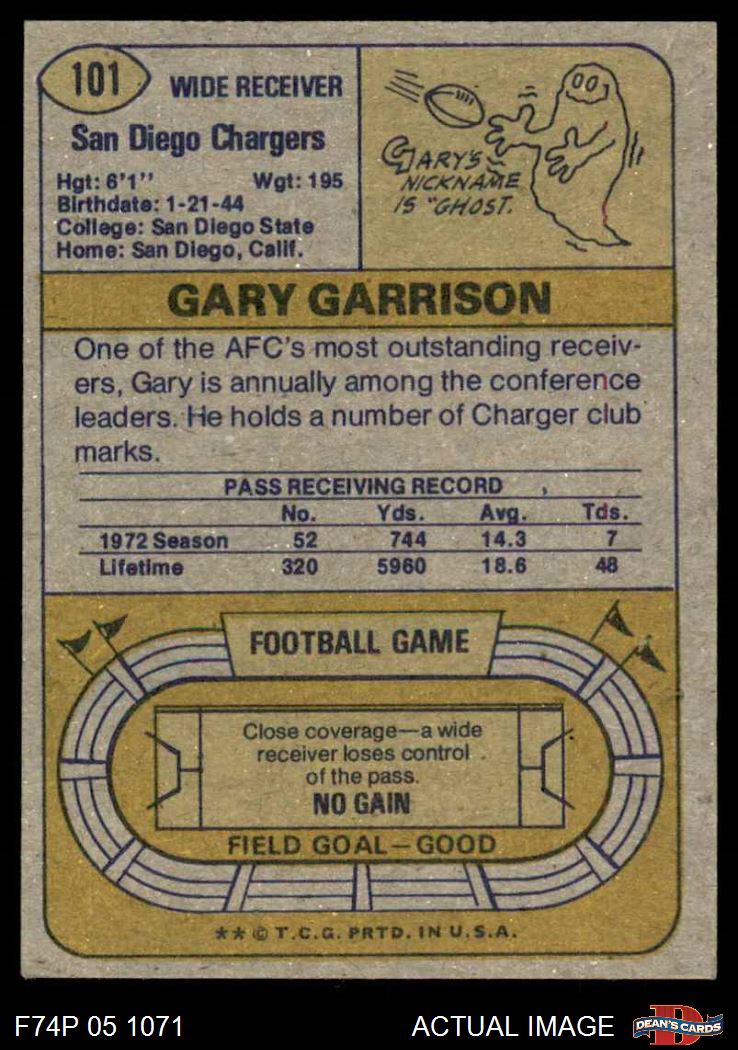 101
WIDE RECEIVER
San Diego Chargers
Hgt: 6'1" Wgt: 195
Birthdate: 1-21-44
College: San Diego State
Home: San Diego, Calif.
GARY'S
NICKNAME
IS "GHOST.
GARY GARRISON
One of the AFC's most outstanding receiv-
ers, Gary is annually among the conference
leaders. He holds a number of Charger club
marks.
PASS RECEIVING RECORD
No. Yds. Avg. Tds.
1972 Season 52 744 14.3 7
Lifetime 320 5960 18.6 48
FOOTBALL GAME
Close coverage—a wide
receiver loses control
of the pass.
NO GAIN
FIELD GOAL—GOOD
** © T.C.G. PRTD. IN U.S.A.
F74P 05 1071 ACTUAL IMAGE
D
DEAN'S CARDS